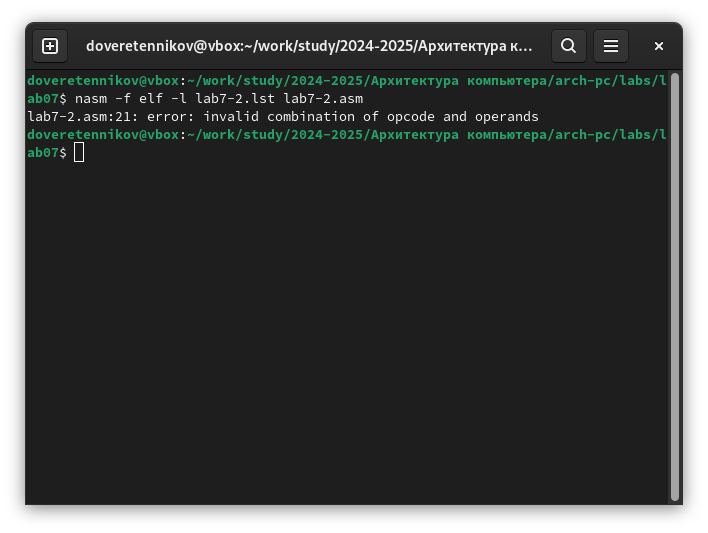 doveretennikov@vbox:~/work/study/2024-2025/Архитектура к...
doveretennikov@vbox:~/work/study/2024-2025/Архитектура компьютера/arch-pc/labs/l
ab07$ nasm -f elf -l lab7-2.lst lab7-2.asm
lab7-2.asm:21: error: invalid combination of opcode and operands
doveretennikov@vbox:~/work/study/2024-2025/Архитектура компьютера/arch-pc/labs/l
ab07$